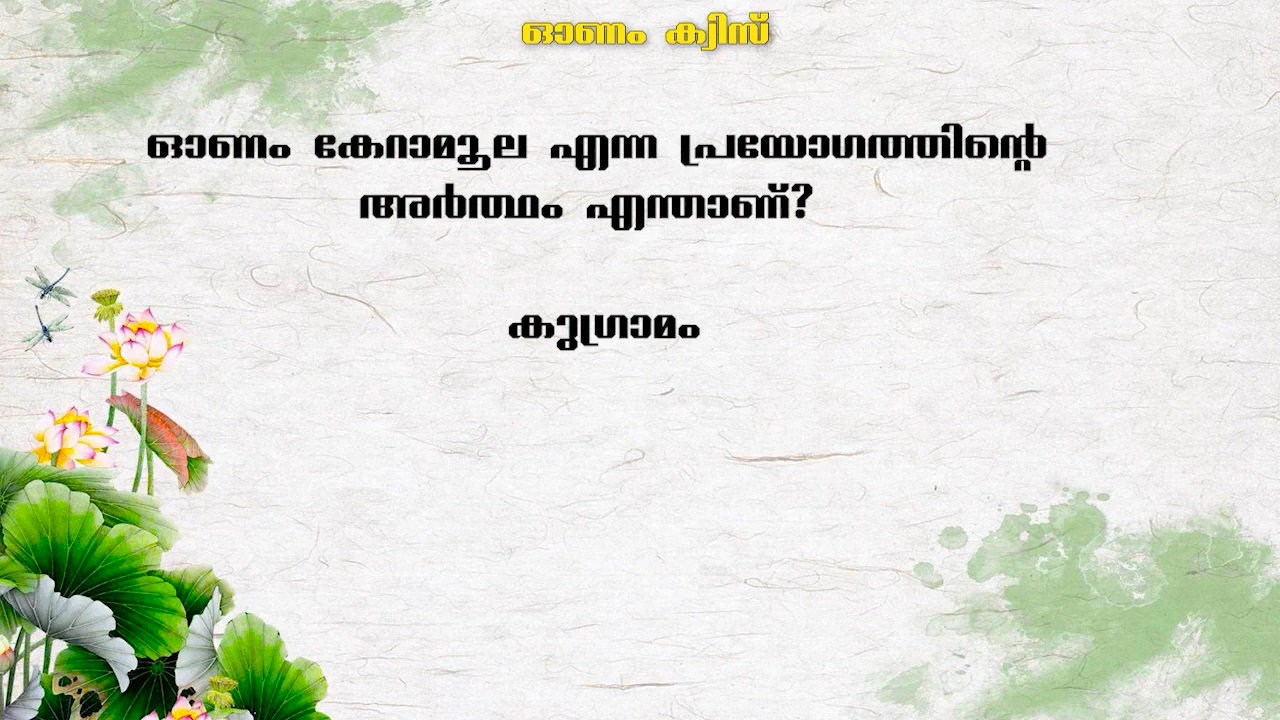 ഓണം ക്വിസ്
ഓണം കേറാമൂല എന്ന പ്രയോഗത്തിന്റെ
അർത്ഥം എന്താണ്?
കുഗ്രാമം